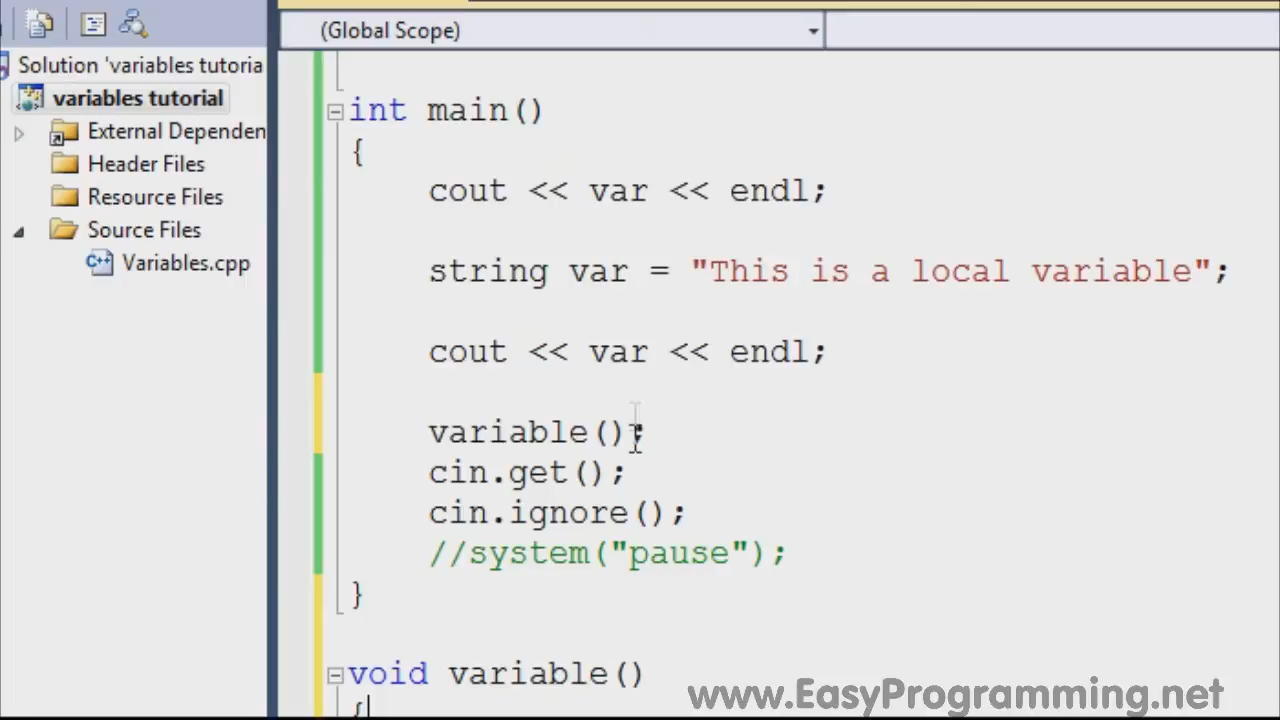 (Global Scope)
Solution 'variables tutoria
variables tutorial
External Dependen
Header Files
Resource Files
Source Files
Variables.cpp
int main()
{
cout << var << endl;
string var = "This is a local variable";
cout << var << endl;
variable();
cin.get();
cin.ignore();
//system("pause");
}
void variable()
{
www.EasyProgramming.net